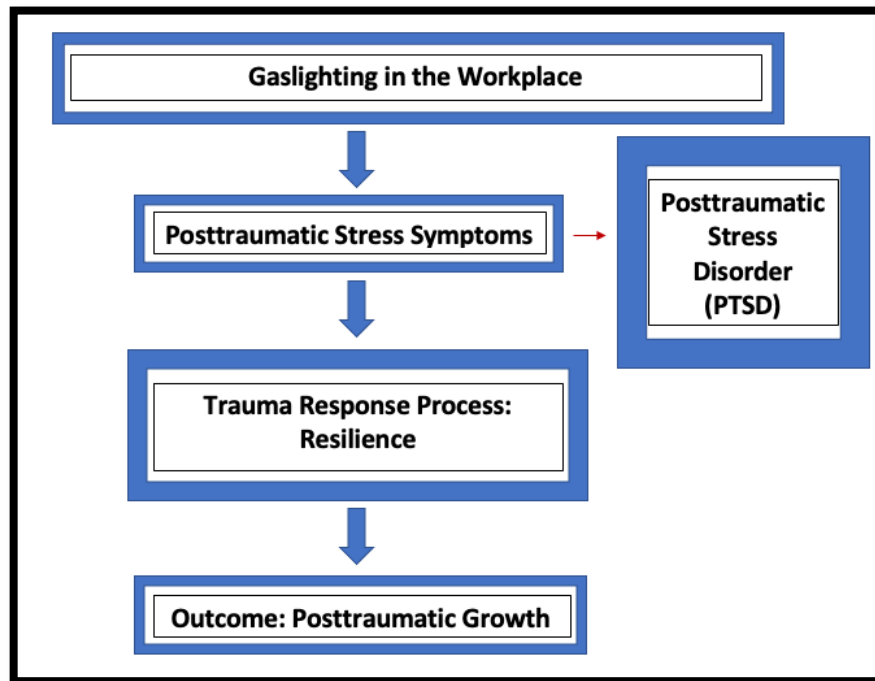 Gaslighting in the Workplace
Posttraumatic Stress Symptoms
Posttraumatic
Stress
Disorder
(PTSD)
Trauma Response Process:
Resilience
Outcome: Posttraumatic Growth